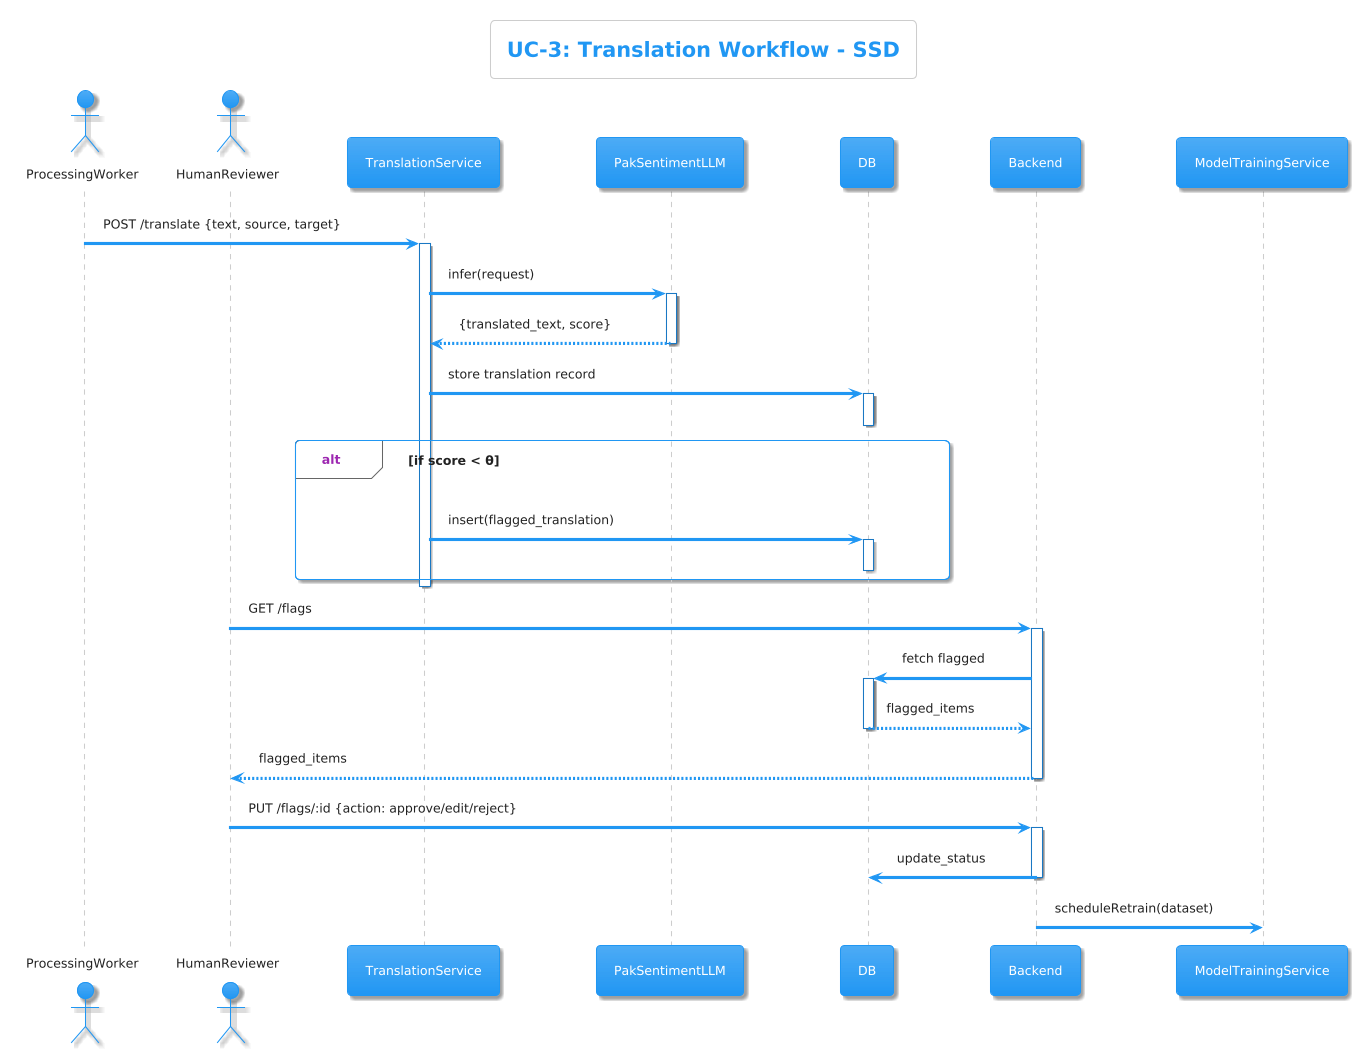 UC-3: Translation Workflow - SSD
ProcessingWorker
HumanReviewer
TranslationService
PakSentimentLLM
DB
Backend
ModelTrainingService
POST /translate {text, source, target}
infer(request)
{translated_text, score}
store translation record
alt
[if score < θ]
insert(flagged_translation)
GET /flags
fetch flagged
flagged_items
flagged_items
PUT /flags/:id {action: approve/edit/reject}
update_status
scheduleRetrain(dataset)
ProcessingWorker
HumanReviewer
TranslationService
PakSentimentLLM
DB
Backend
ModelTrainingService